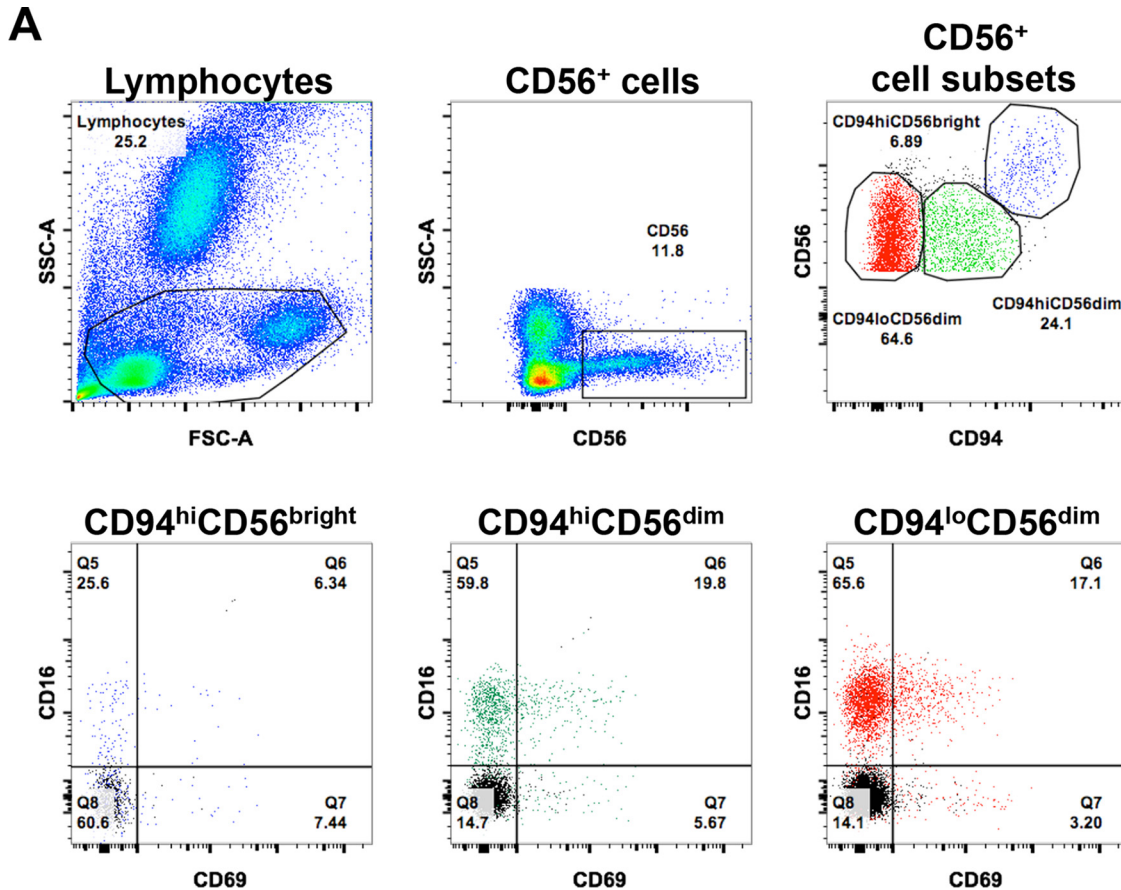 A
Lymphocytes
CD56⁺ cells
CD56⁺
cell subsets
Lymphocytes
25.2
SSC-A
FSC-A
CD56
11.8
SSC-A
CD56
CD94hiCD56bright
6.89
CD94loCD56dim
64.6
CD94hiCD56dim
24.1
CD56
CD94
CD94ʰⁱCD56ᵇʳⁱᵍʰᵗ
Q5
25.6
Q6
6.34
Q8
60.6
Q7
7.44
CD16
CD69
CD94ʰⁱCD56ᵈⁱᵐ
Q5
59.8
Q6
19.8
Q8
14.7
Q7
5.67
CD16
CD69
CD94ˡᵒCD56ᵈⁱᵐ
Q5
65.6
Q6
17.1
Q8
14.1
Q7
3.20
CD16
CD69